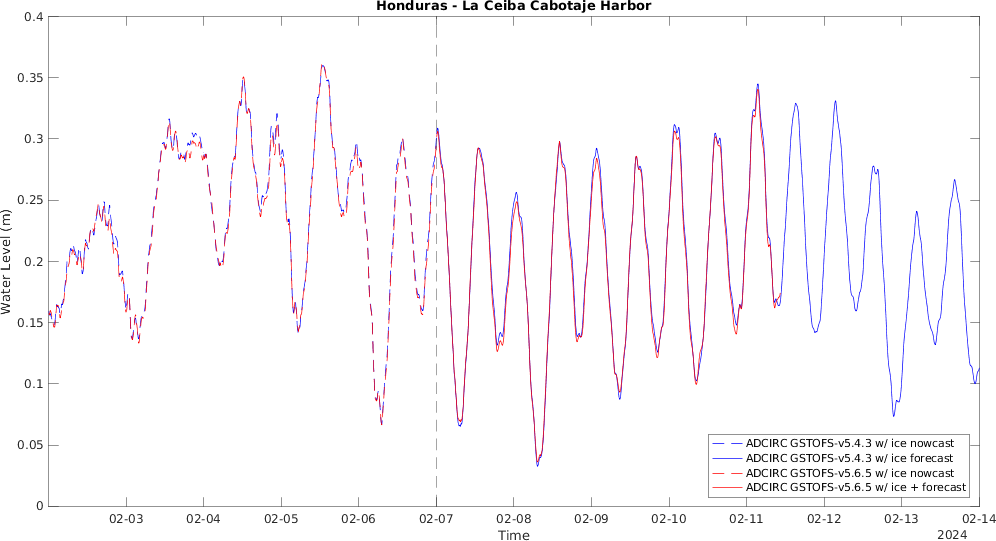 Honduras - La Ceiba Cabotaje Harbor
0.4
0.35
0.3
0.25
0.2
0.15
0.1
0.05
0
Water Level (m)
02-03 02-04 02-05 02-06 02-07 02-08 02-09 02-10 02-11 02-12 02-13 02-14
Time
2024
ADCIRC GSTOFS-v5.4.3 w/ ice nowcast
ADCIRC GSTOFS-v5.4.3 w/ ice forecast
ADCIRC GSTOFS-v5.6.5 w/ ice nowcast
ADCIRC GSTOFS-v5.6.5 w/ ice + forecast